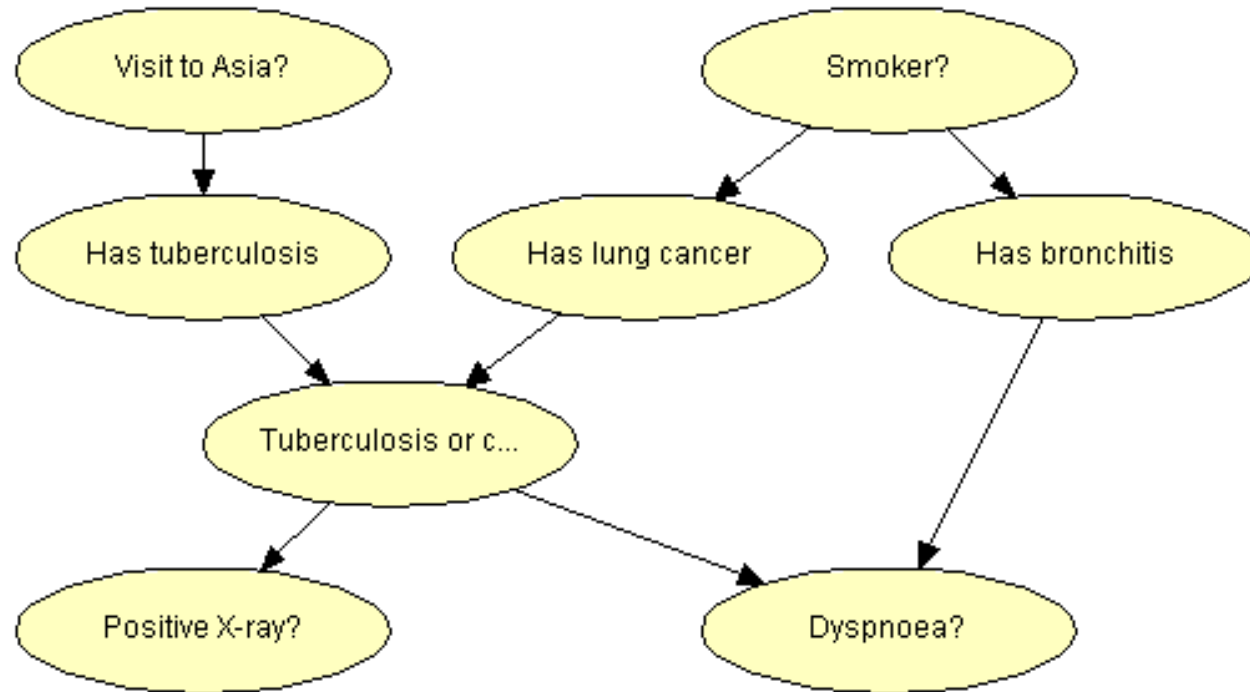 Visit to Asia?
Smoker?
Has tuberculosis
Has lung cancer
Has bronchitis
Tuberculosis or c...
Positive X-ray?
Dyspnoea?